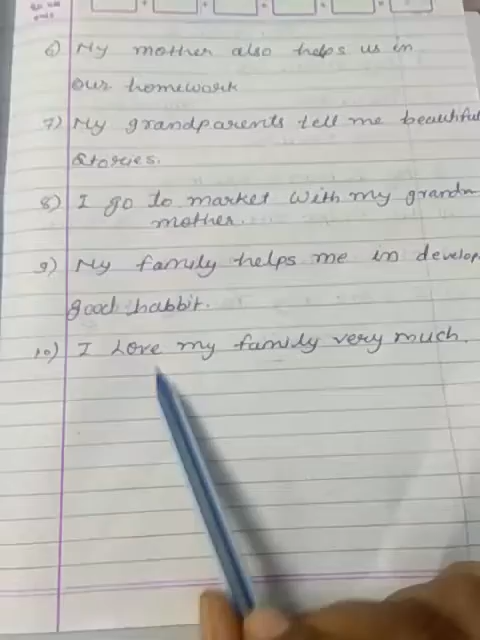 6) My mother also helps us in
our homework
7) My grandparents tell me beautiful
stories.
8) I go to market with my grand
mother.
9) My family helps me in develop
good habbit.
10) I Love my family very much.